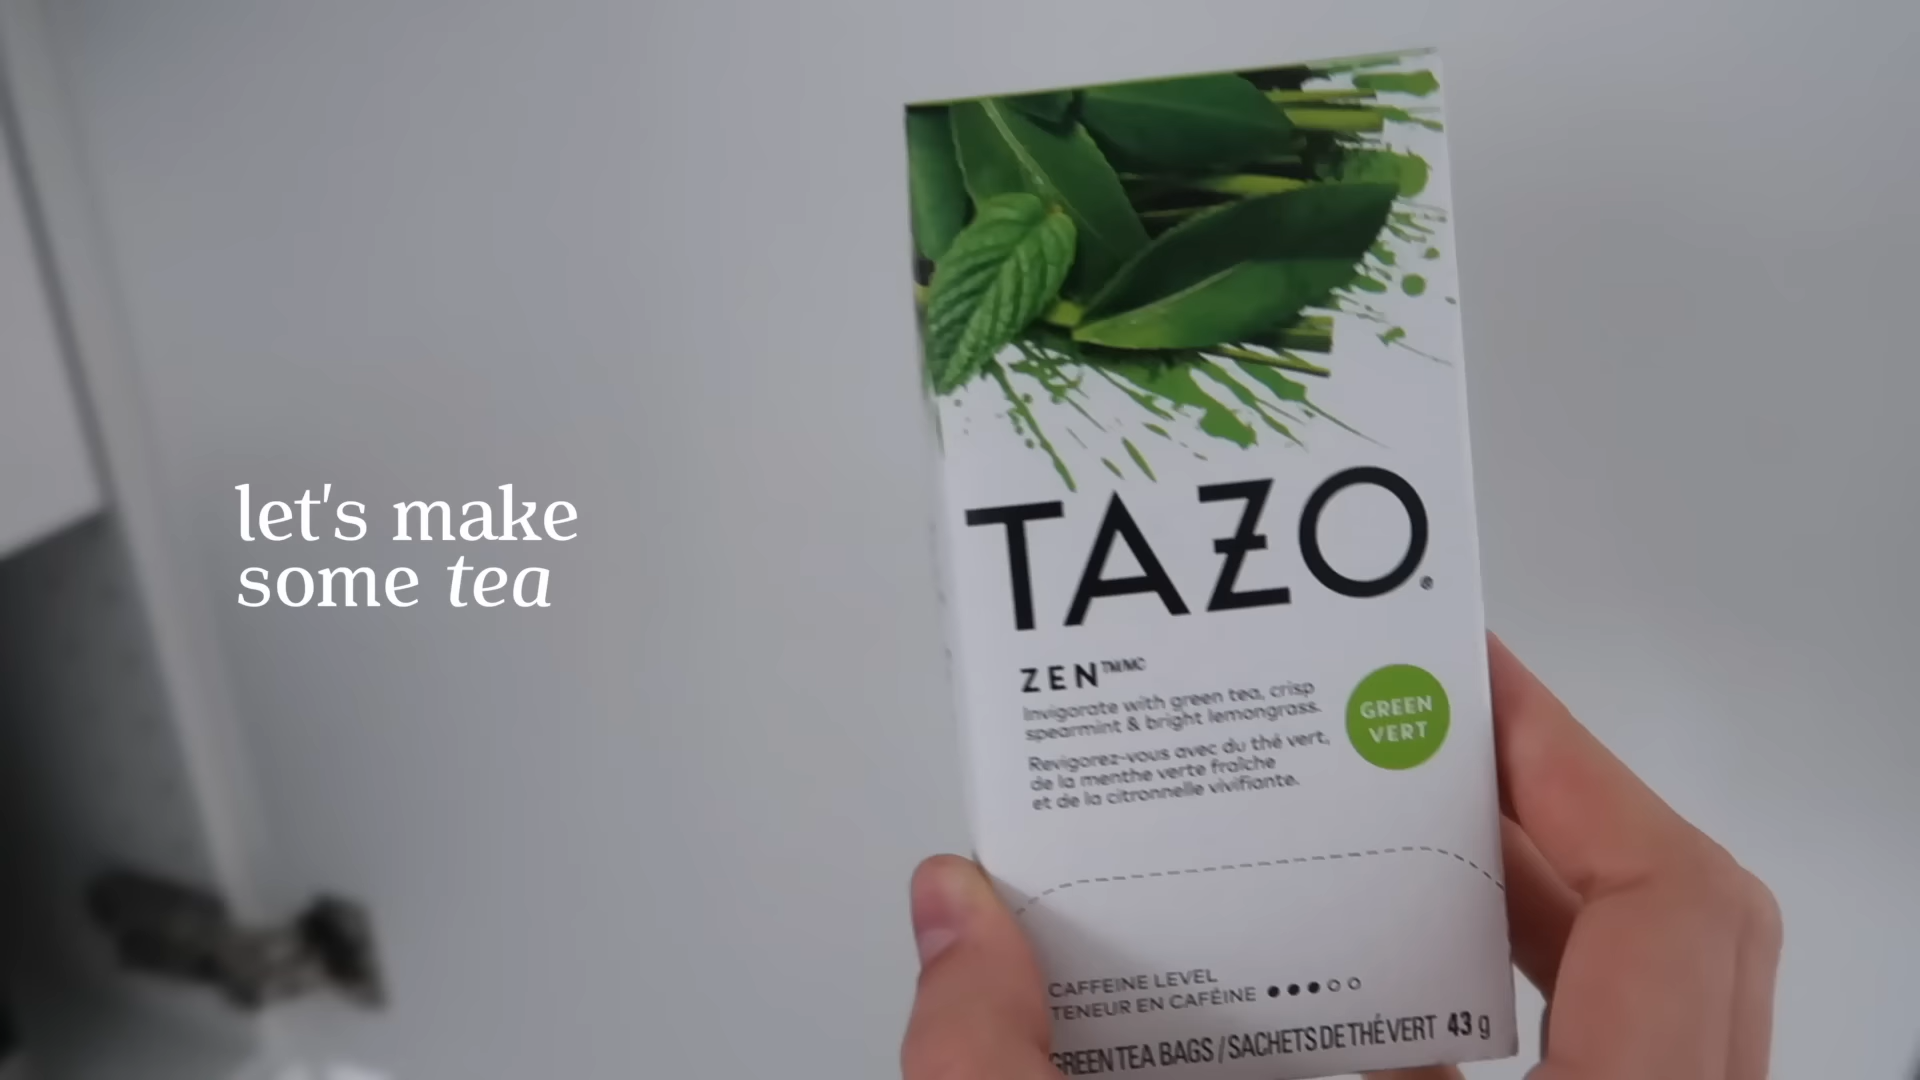 let's make
some tea
TAZO®
ZEN™MC
Invigorate with green tea, crisp
spearmint & bright lemongrass.
Revigorez-vous avec du thé vert,
de la menthe verte fraîche
et de la citronnelle vivifiante.
GREEN
VERT
CAFFEINE LEVEL
TENEUR EN CAFÉINE
GREEN TEA BAGS / SACHETS DE THÉ VERT 43 g